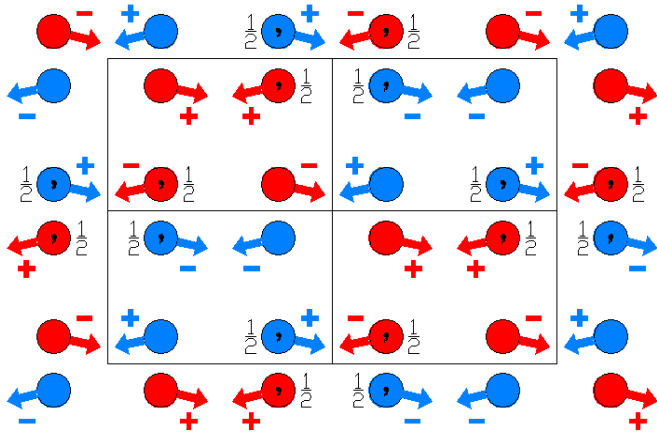 − + ½ , + − , ½ − +
, ½ ½ ,
− + + − − +
½ , + − , ½ − + ½ , + − , ½
, ½ ½ , , ½ ½ ,
+ − − + + −
− + ½ , + − , ½ − +
, ½ ½ ,
− + + − − +